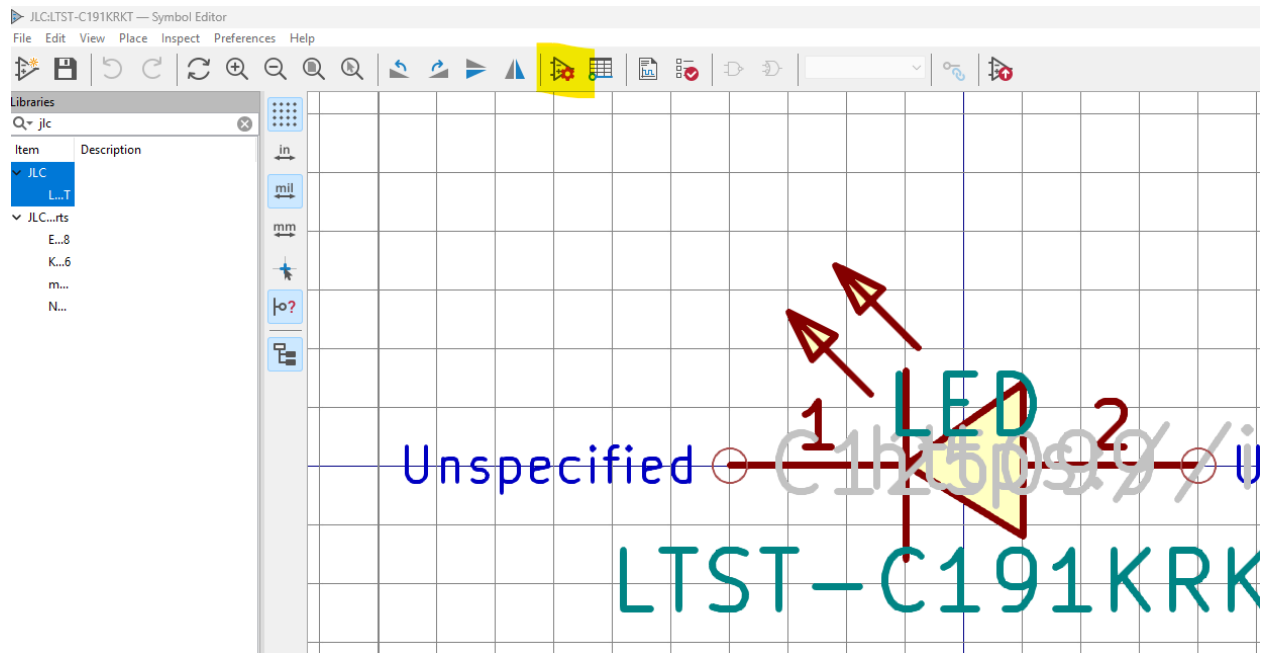 JLC:LTST-C191KRKT — Symbol Editor
File Edit View Place Inspect Preferences Help
Libraries
jlc
Item Description
JLC
L...T
JLC...rts
E...8
K...6
m...
N...
in
mil
mm
?
LED
1 2
Unspecified
LTST-C191KRK